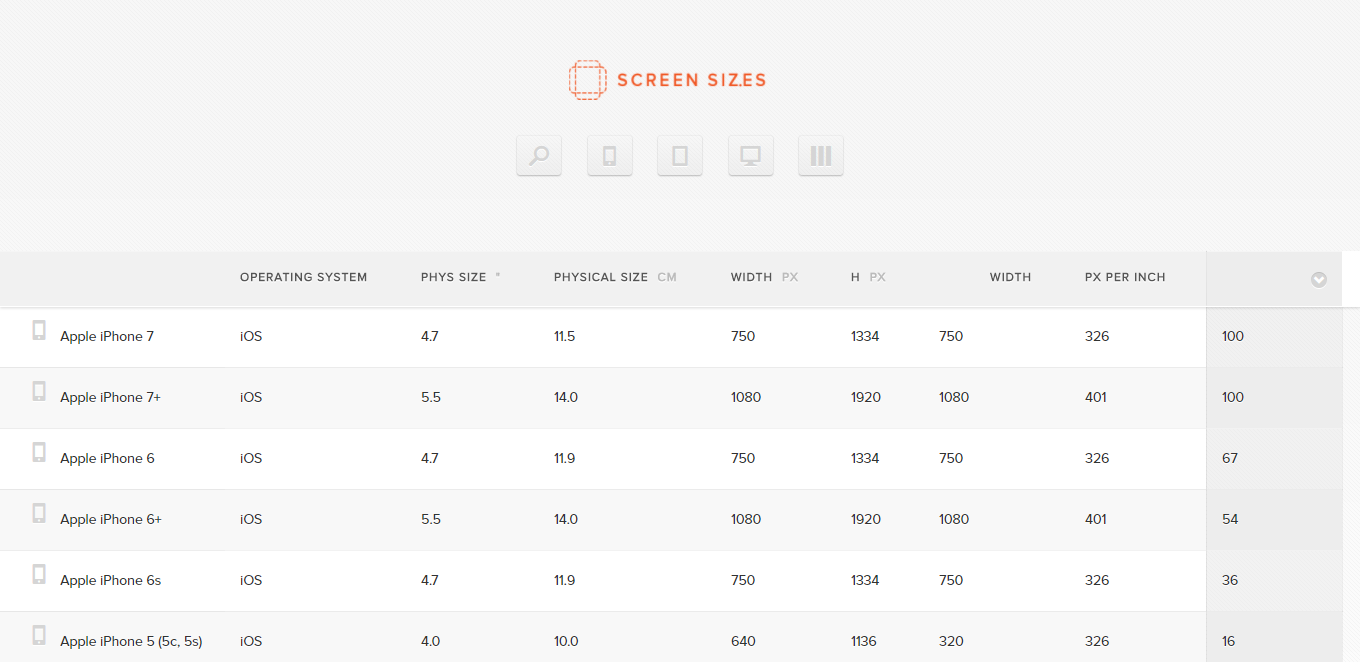 SCREEN SIZ.ES
OPERATING SYSTEM PHYS SIZE " PHYSICAL SIZE CM WIDTH PX H PX WIDTH PX PER INCH
Apple iPhone 7 iOS 4.7 11.5 750 1334 750 326 100
Apple iPhone 7+ iOS 5.5 14.0 1080 1920 1080 401 100
Apple iPhone 6 iOS 4.7 11.9 750 1334 750 326 67
Apple iPhone 6+ iOS 5.5 14.0 1080 1920 1080 401 54
Apple iPhone 6s iOS 4.7 11.9 750 1334 750 326 36
Apple iPhone 5 (5c, 5s) iOS 4.0 10.0 640 1136 320 326 16